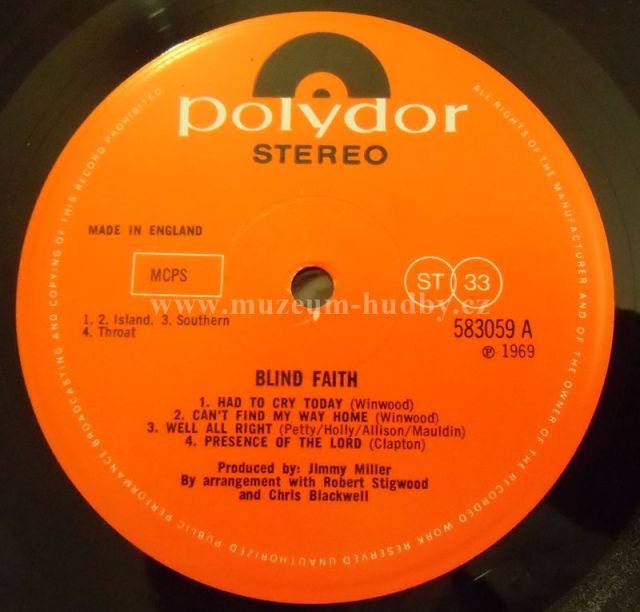 polydor
STEREO
MADE IN ENGLAND
MCPS
ST 33
1, 2. Island. 3. Southern
4. Throat
583059 A
℗ 1969
www.muzeum-hudby.cz
BLIND FAITH
1. HAD TO CRY TODAY (Winwood)
2. CAN'T FIND MY WAY HOME (Winwood)
3. WELL ALL RIGHT (Petty/Holly/Allison/Mauldin)
4. PRESENCE OF THE LORD (Clapton)
Produced by: Jimmy Miller
By arrangement with Robert Stigwood
and Chris Blackwell
ALL RIGHTS OF THE MANUFACTURER AND OF THE OWNER OF THE RECORDED WORK RESERVED UNAUTHORIZED PUBLIC PERFORMANCE BROADCASTING AND COPYING OF THIS RECORD PROHIBITED